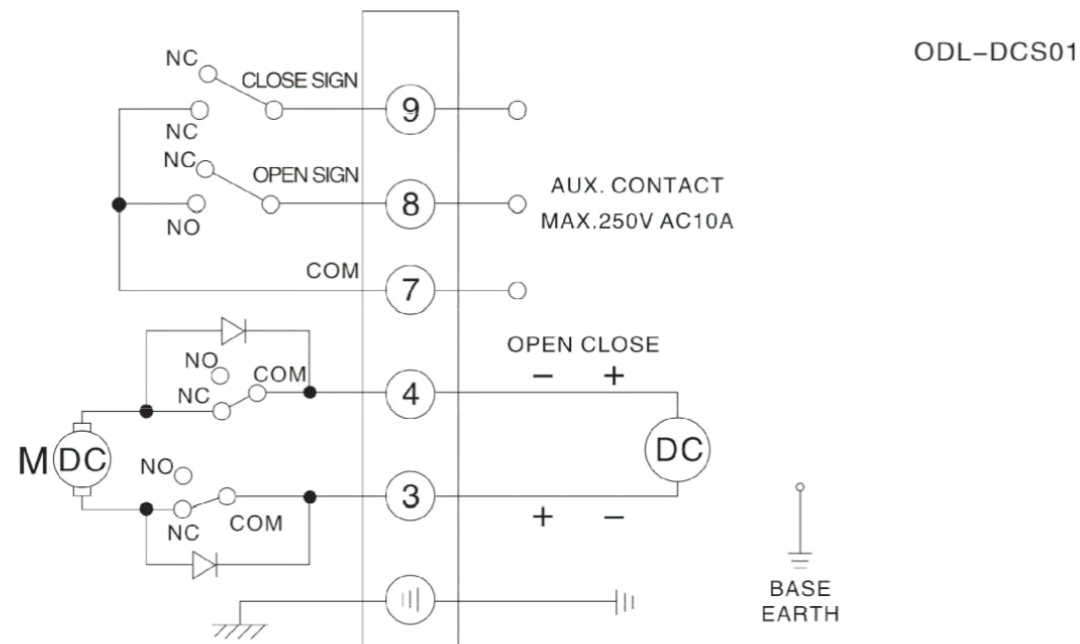 ODL-DCS01
NC
CLOSE SIGN
9
NC
NC
OPEN SIGN
8
AUX. CONTACT
MAX.250V AC10A
NO
COM
7
OPEN CLOSE
NO
COM
- +
NC
4
M
DC
DC
NO
3
NC
COM
+ -
BASE
EARTH